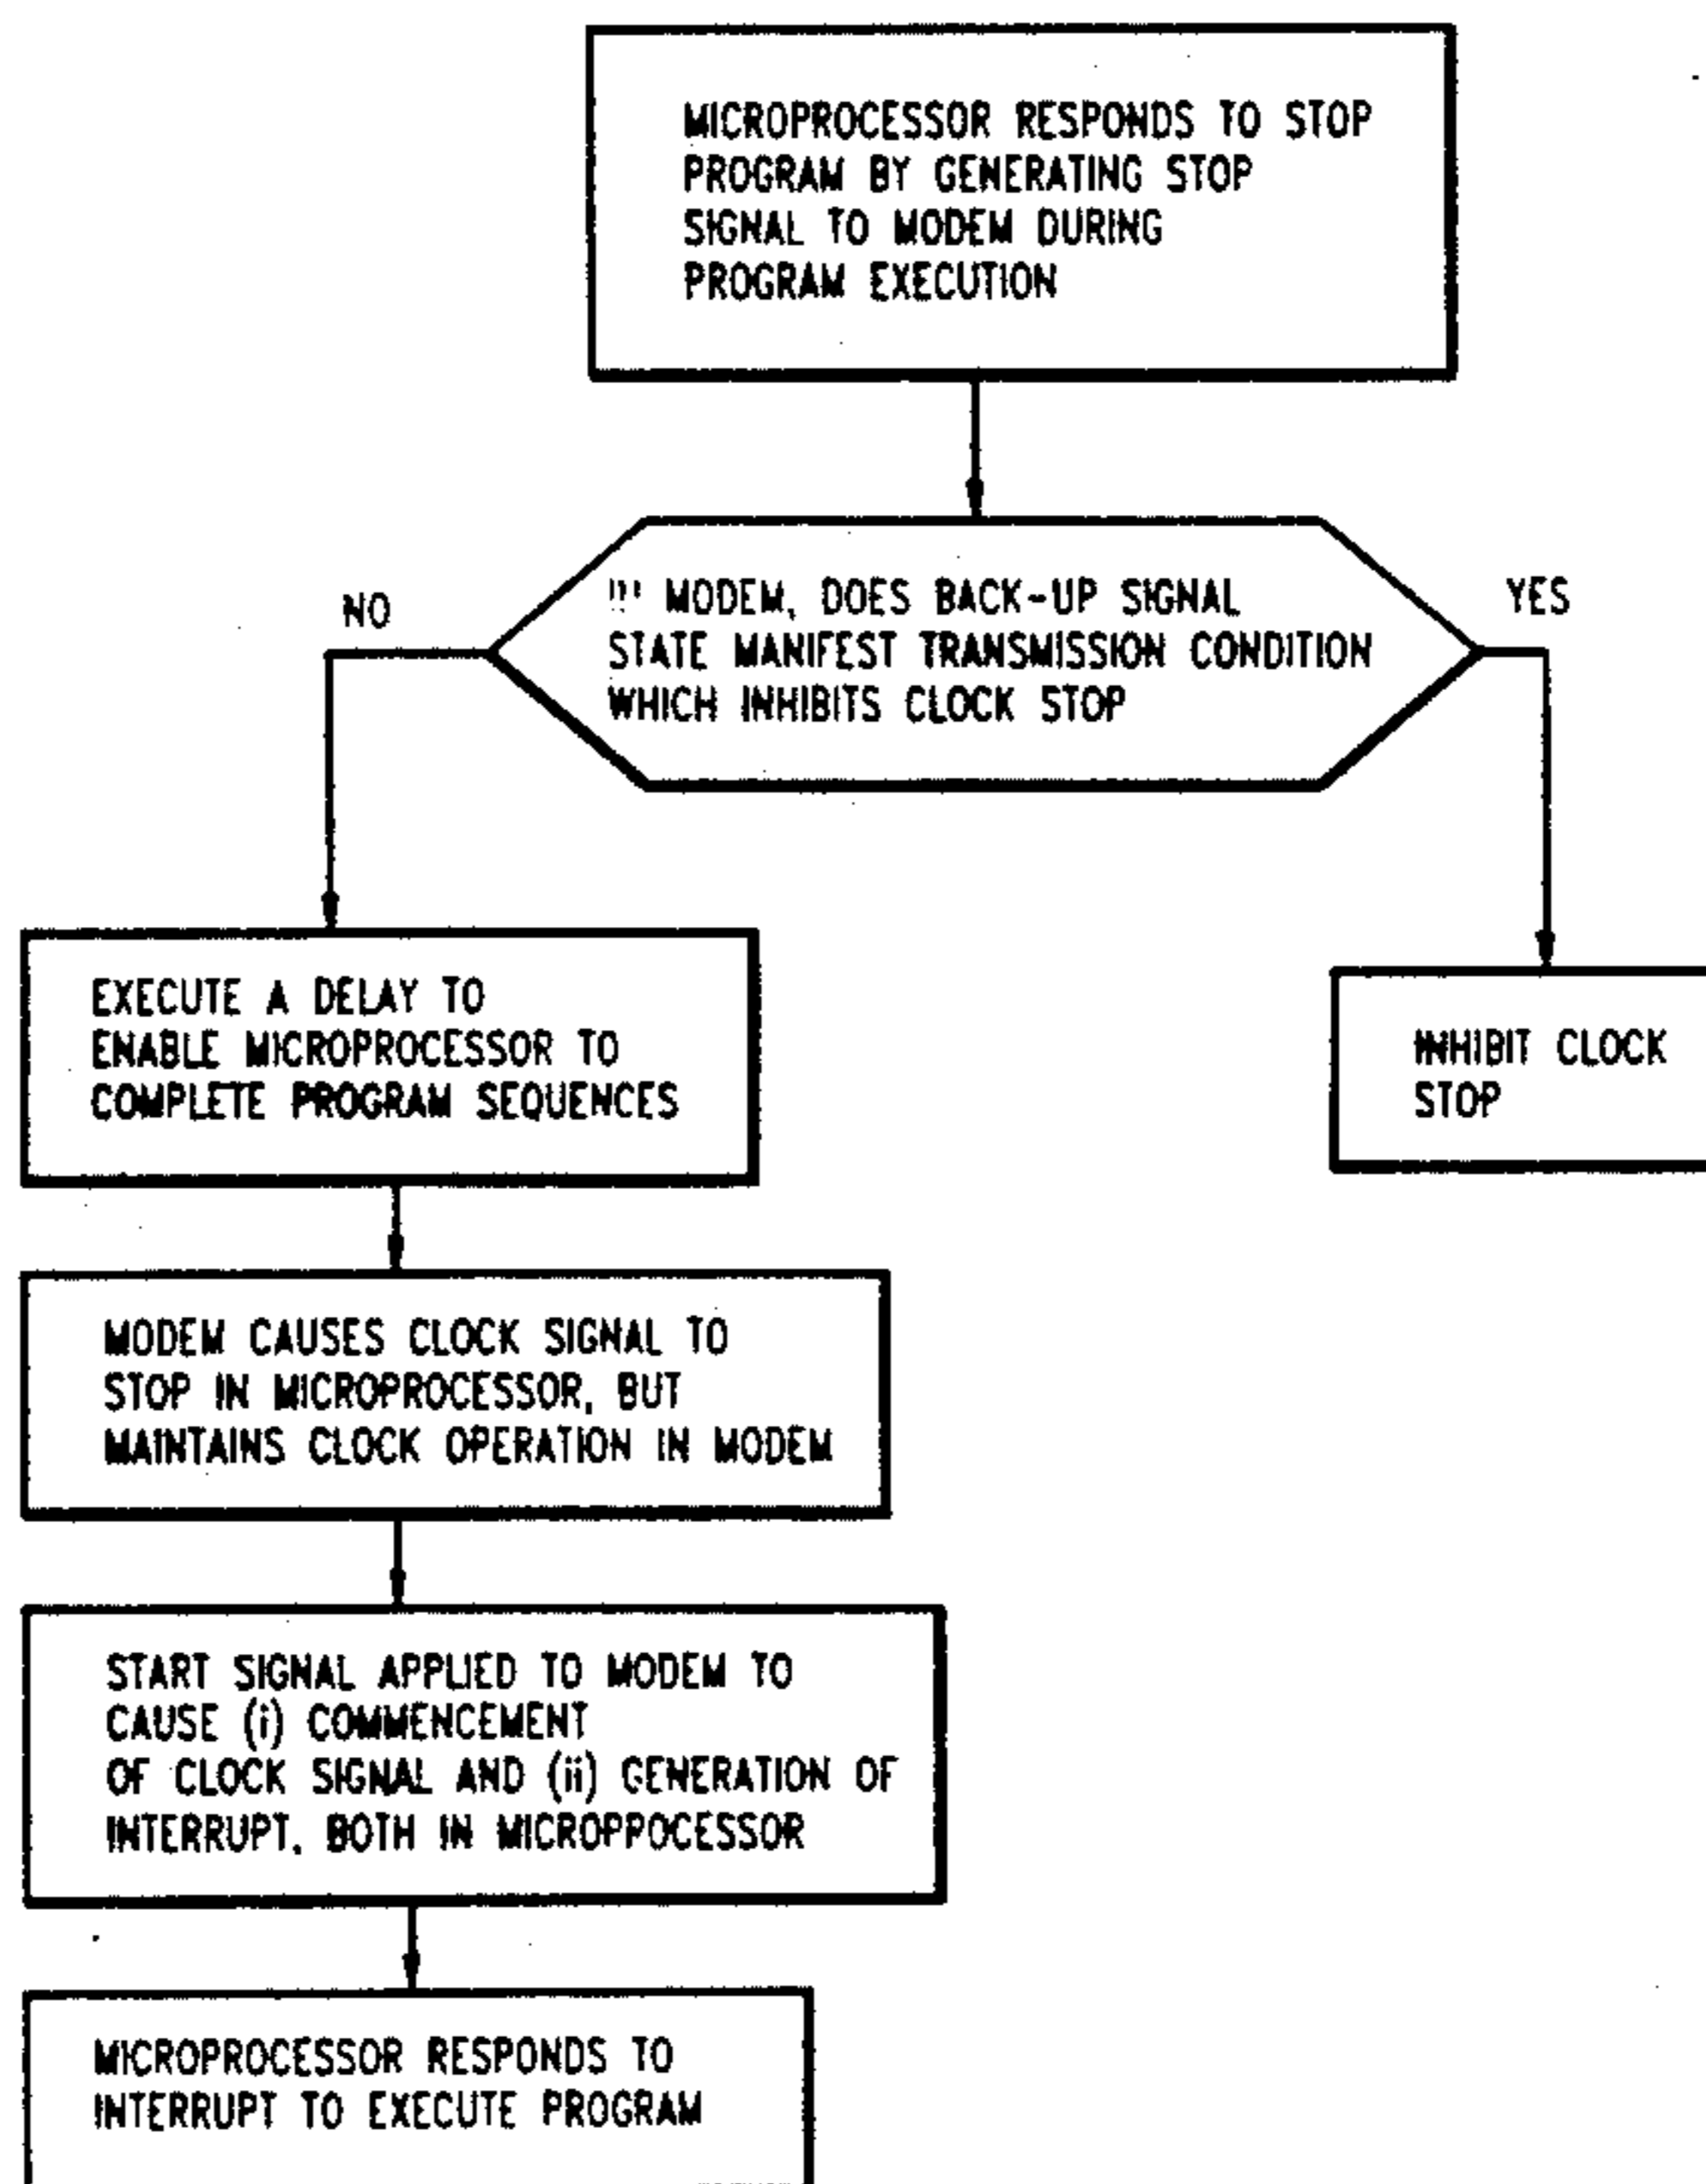 MICROPROCESSOR RESPONDS TO STOP
PROGRAM BY GENERATING STOP
SIGNAL TO MODEM DURING
PROGRAM EXECUTION
NO
MODEM, DOES BACK-UP SIGNAL
STATE MANIFEST TRANSMISSION CONDITION
WHICH INHIBITS CLOCK STOP
YES
EXECUTE A DELAY TO
ENABLE MICROPROCESSOR TO
COMPLETE PROGRAM SEQUENCES
INHIBIT CLOCK
STOP
MODEM CAUSES CLOCK SIGNAL TO
STOP IN MICROPROCESSOR, BUT
MAINTAINS CLOCK OPERATION IN MODEM
START SIGNAL APPLIED TO MODEM TO
CAUSE (i) COMMENCEMENT
OF CLOCK SIGNAL AND (ii) GENERATION OF
INTERRUPT, BOTH IN MICROPPOCESSOR
MICROPROCESSOR RESPONDS TO
INTERRUPT TO EXECUTE PROGRAM